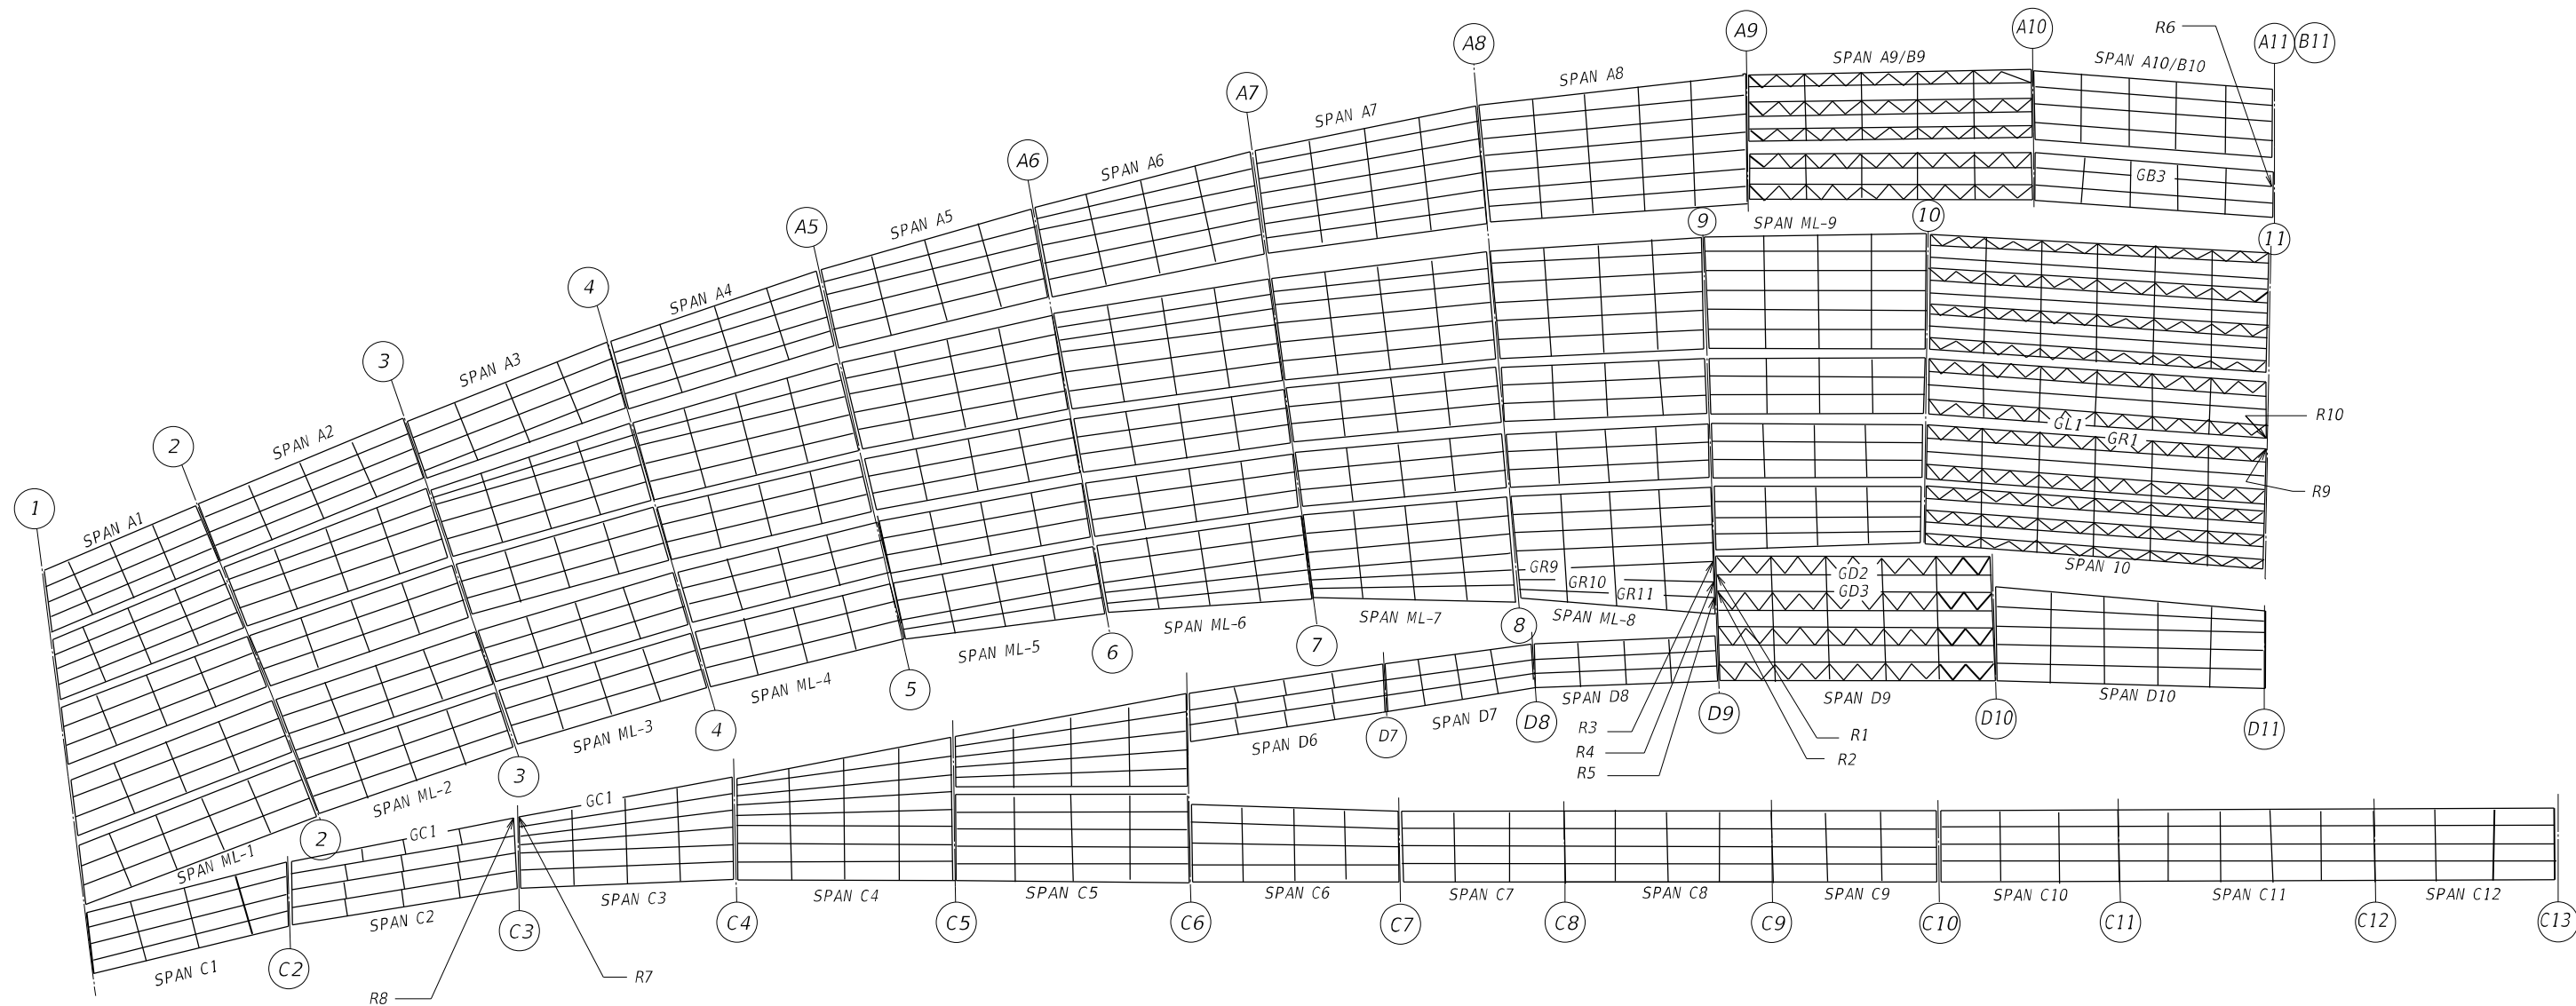 R6
A11 B11
A10
A9
A8
SPAN A9/B9
SPAN A10/B10
SPAN A8
A7
SPAN A7
A6
SPAN A6
GB3
A5
SPAN A5
9
SPAN ML-9
10
11
4
SPAN A4
3
SPAN A3
2
SPAN A2
1
SPAN A1
R10
GL1
GR1
R9
SPAN 10
GR9
GR10
GR11
GD2
GD3
SPAN ML-8
8
SPAN ML-7
7
SPAN ML-6
6
SPAN ML-5
5
SPAN ML-4
4
SPAN ML-3
3
SPAN ML-2
2
SPAN ML-1
SPAN D6
D7
SPAN D7
D8
SPAN D8
D9
SPAN D9
D10
SPAN D10
D11
R3
R4
R5
R1
R2
GC1
GC1
SPAN C1
C2
SPAN C2
C3
SPAN C3
C4
SPAN C4
C5
SPAN C5
C6
SPAN C6
C7
SPAN C7
C8
SPAN C8
C9
SPAN C9
C10
SPAN C10
C11
SPAN C11
C12
SPAN C12
C13
R7
R8